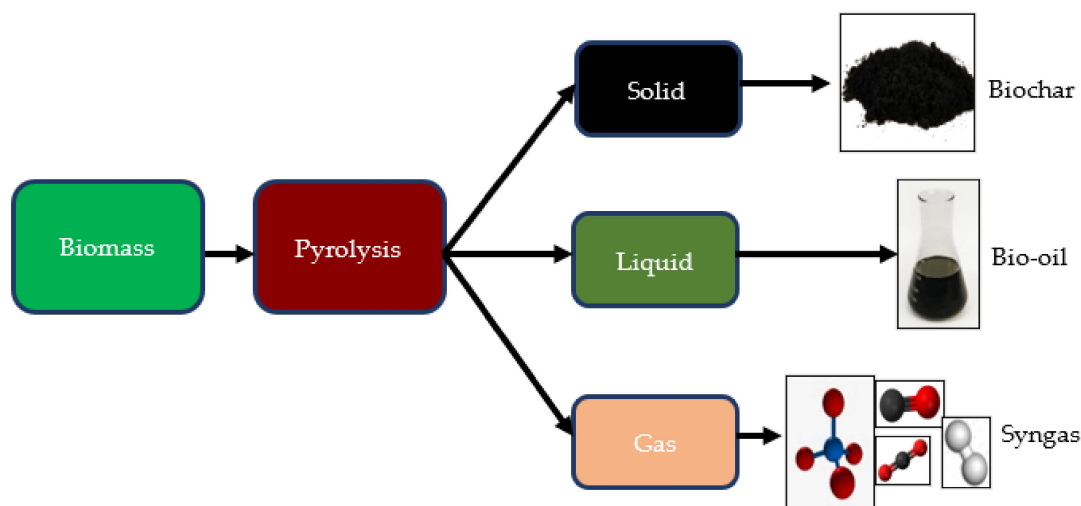 Biomass
Pyrolysis
Solid
Biochar
Liquid
Bio-oil
Gas
Syngas